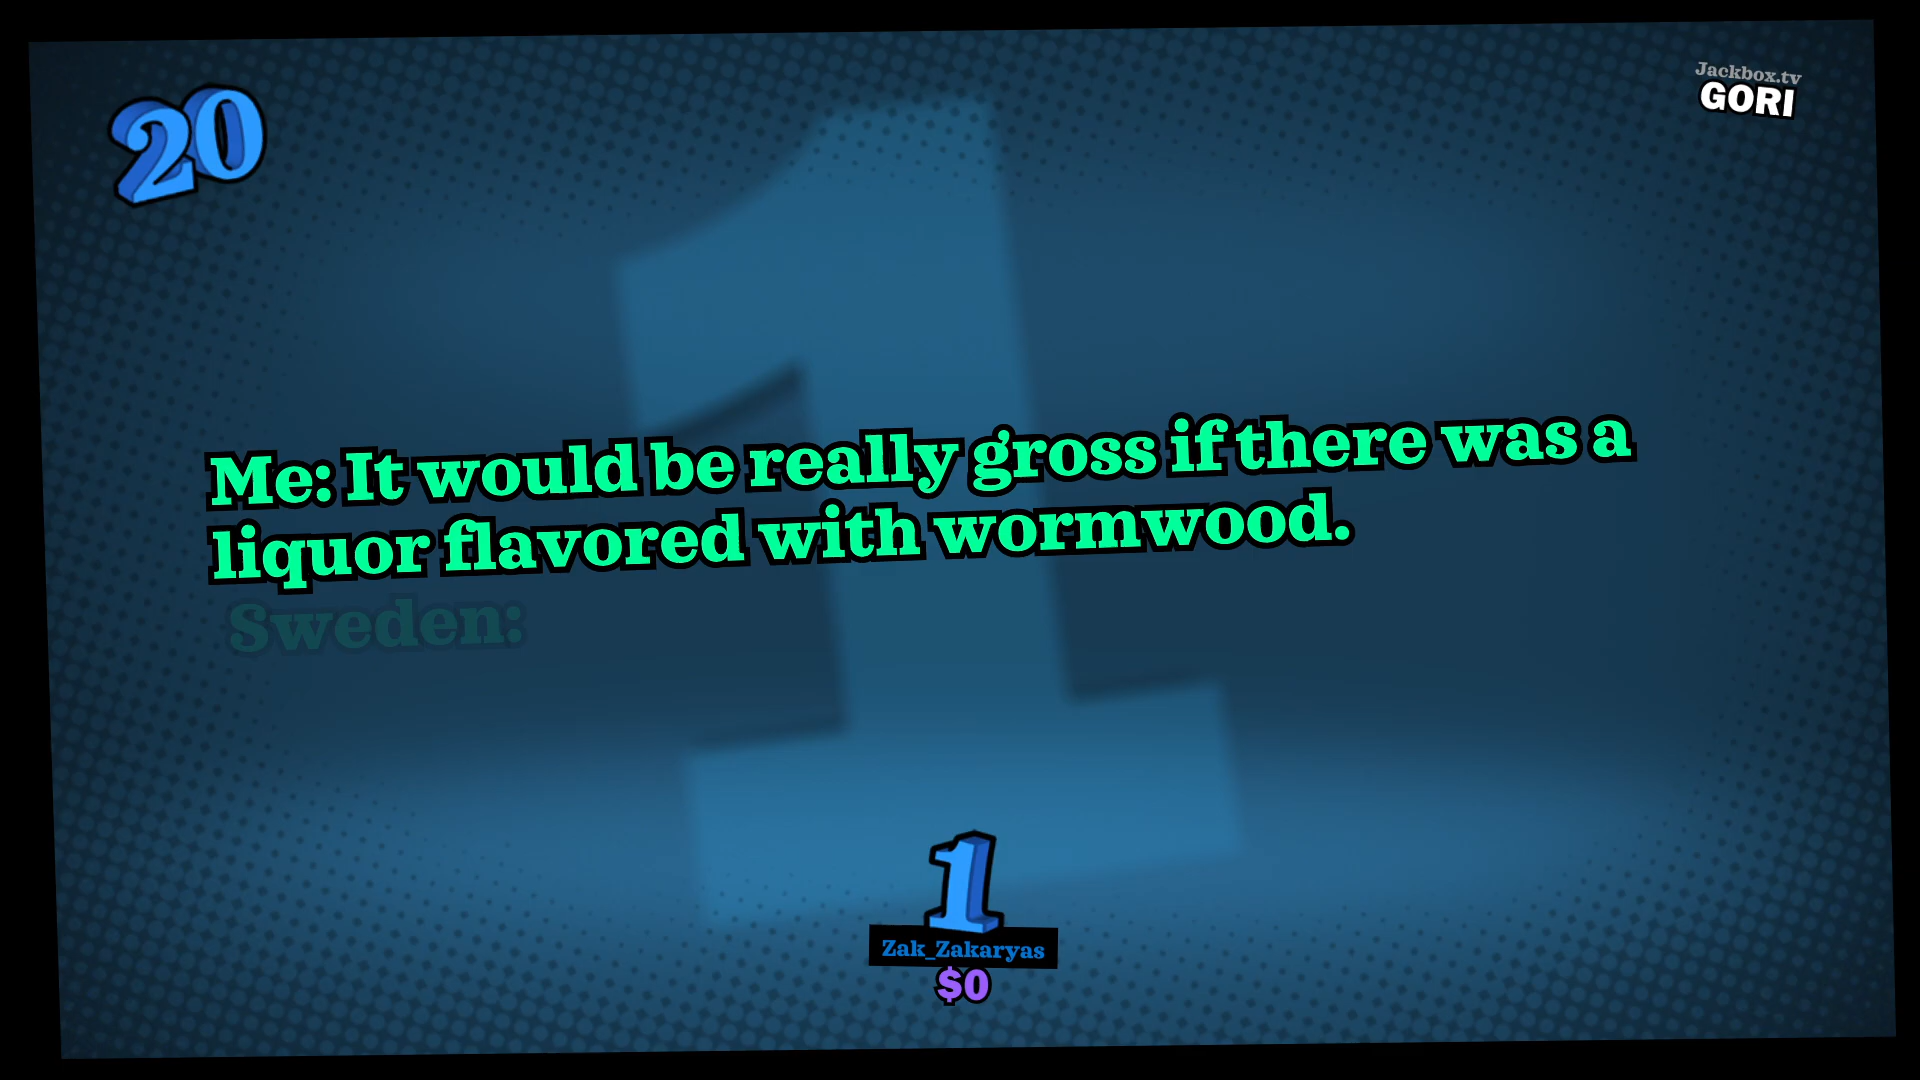 20
Jackbox.tv
GORI
Me: It would be really gross if there was a
liquor flavored with wormwood.
Sweden:
1
1
Zak_Zakaryas
$0